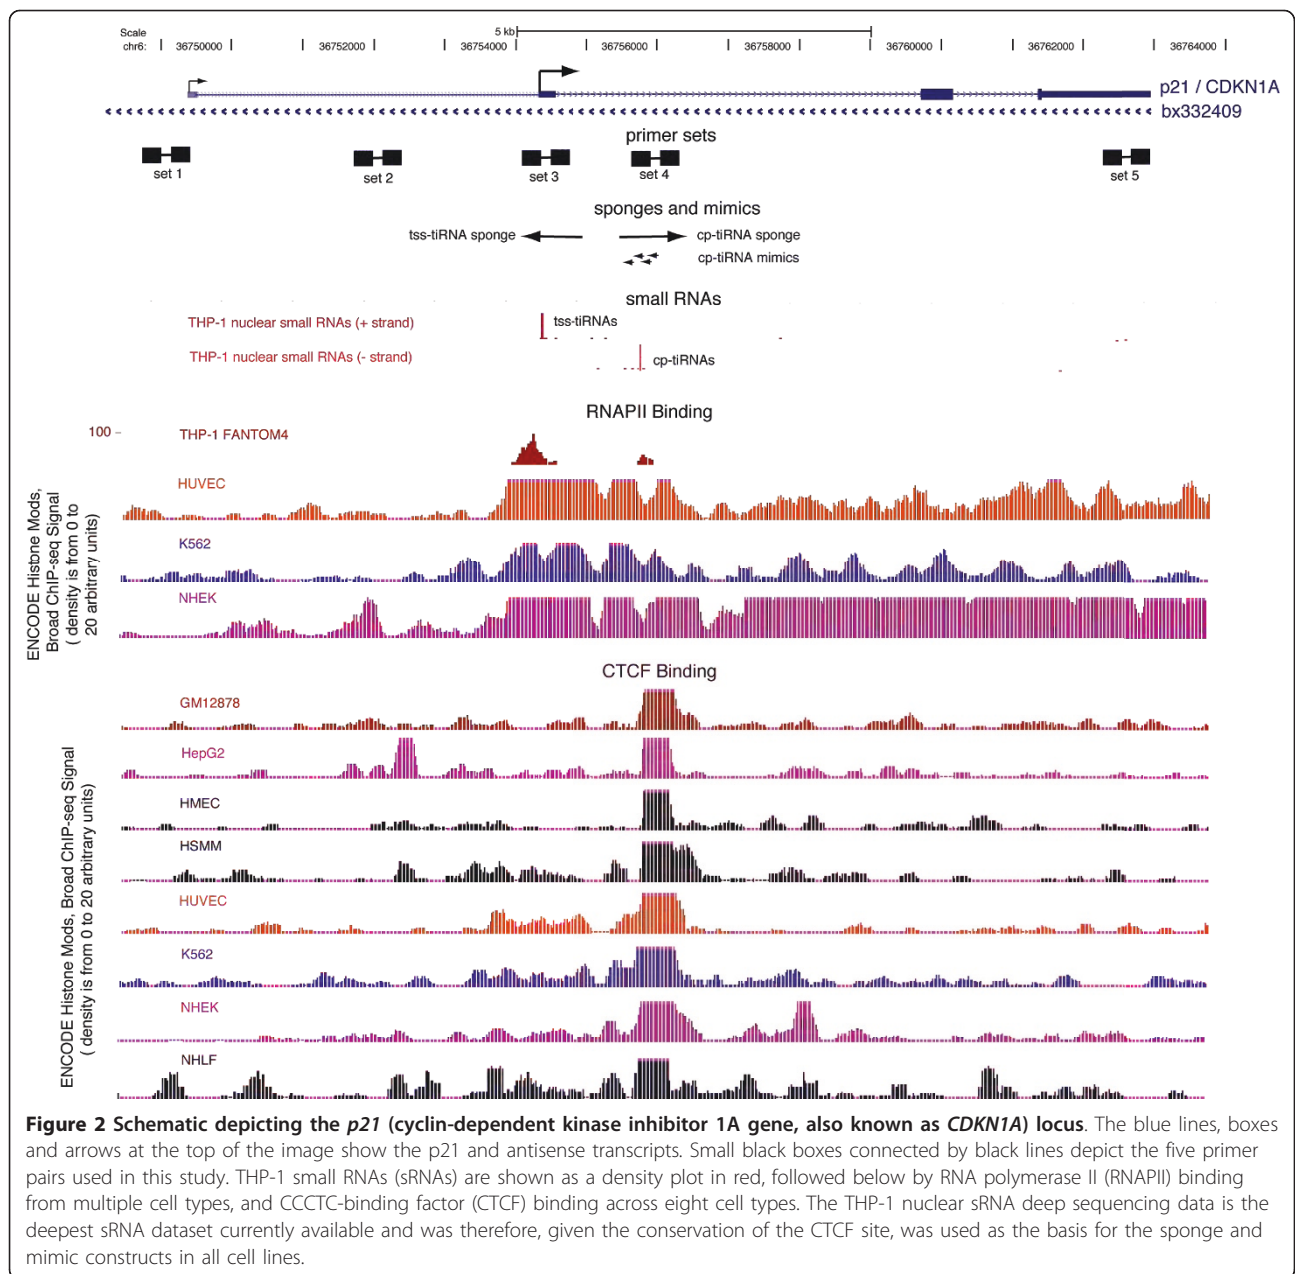 Scale
5 kb
chr6:
36750000
36752000
36754000
36756000
36758000
36760000
36762000
36764000
p21 / CDKN1A
bx332409
primer sets
set 1
set 2
set 3
set 4
set 5
sponges and mimics
tss-tiRNA sponge
cp-tiRNA sponge
cp-tiRNA mimics
small RNAs
THP-1 nuclear small RNAs (+ strand)
tss-tiRNAs
THP-1 nuclear small RNAs (- strand)
cp-tiRNAs
RNAPII Binding
100
THP-1 FANTOM4
HUVEC
K562
NHEK
ENCODE Histone Mods,
Broad ChIP-seq Signal
( density is from 0 to
20 arbitrary units)
CTCF Binding
GM12878
HepG2
HMEC
HSMM
HUVEC
K562
NHEK
NHLF
ENCODE Histone Mods, Broad ChIP-seq Signal
( density is from 0 to 20 arbitrary units)
Figure 2 Schematic depicting the p21 (cyclin-dependent kinase inhibitor 1A gene, also known as CDKN1A) locus. The blue lines, boxes
and arrows at the top of the image show the p21 and antisense transcripts. Small black boxes connected by black lines depict the five primer
pairs used in this study. THP-1 small RNAs (sRNAs) are shown as a density plot in red, followed below by RNA polymerase II (RNAPII) binding
from multiple cell types, and CCCTC-binding factor (CTCF) binding across eight cell types. The THP-1 nuclear sRNA deep sequencing data is the
deepest sRNA dataset currently available and was therefore, given the conservation of the CTCF site, was used as the basis for the sponge and
mimic constructs in all cell lines.